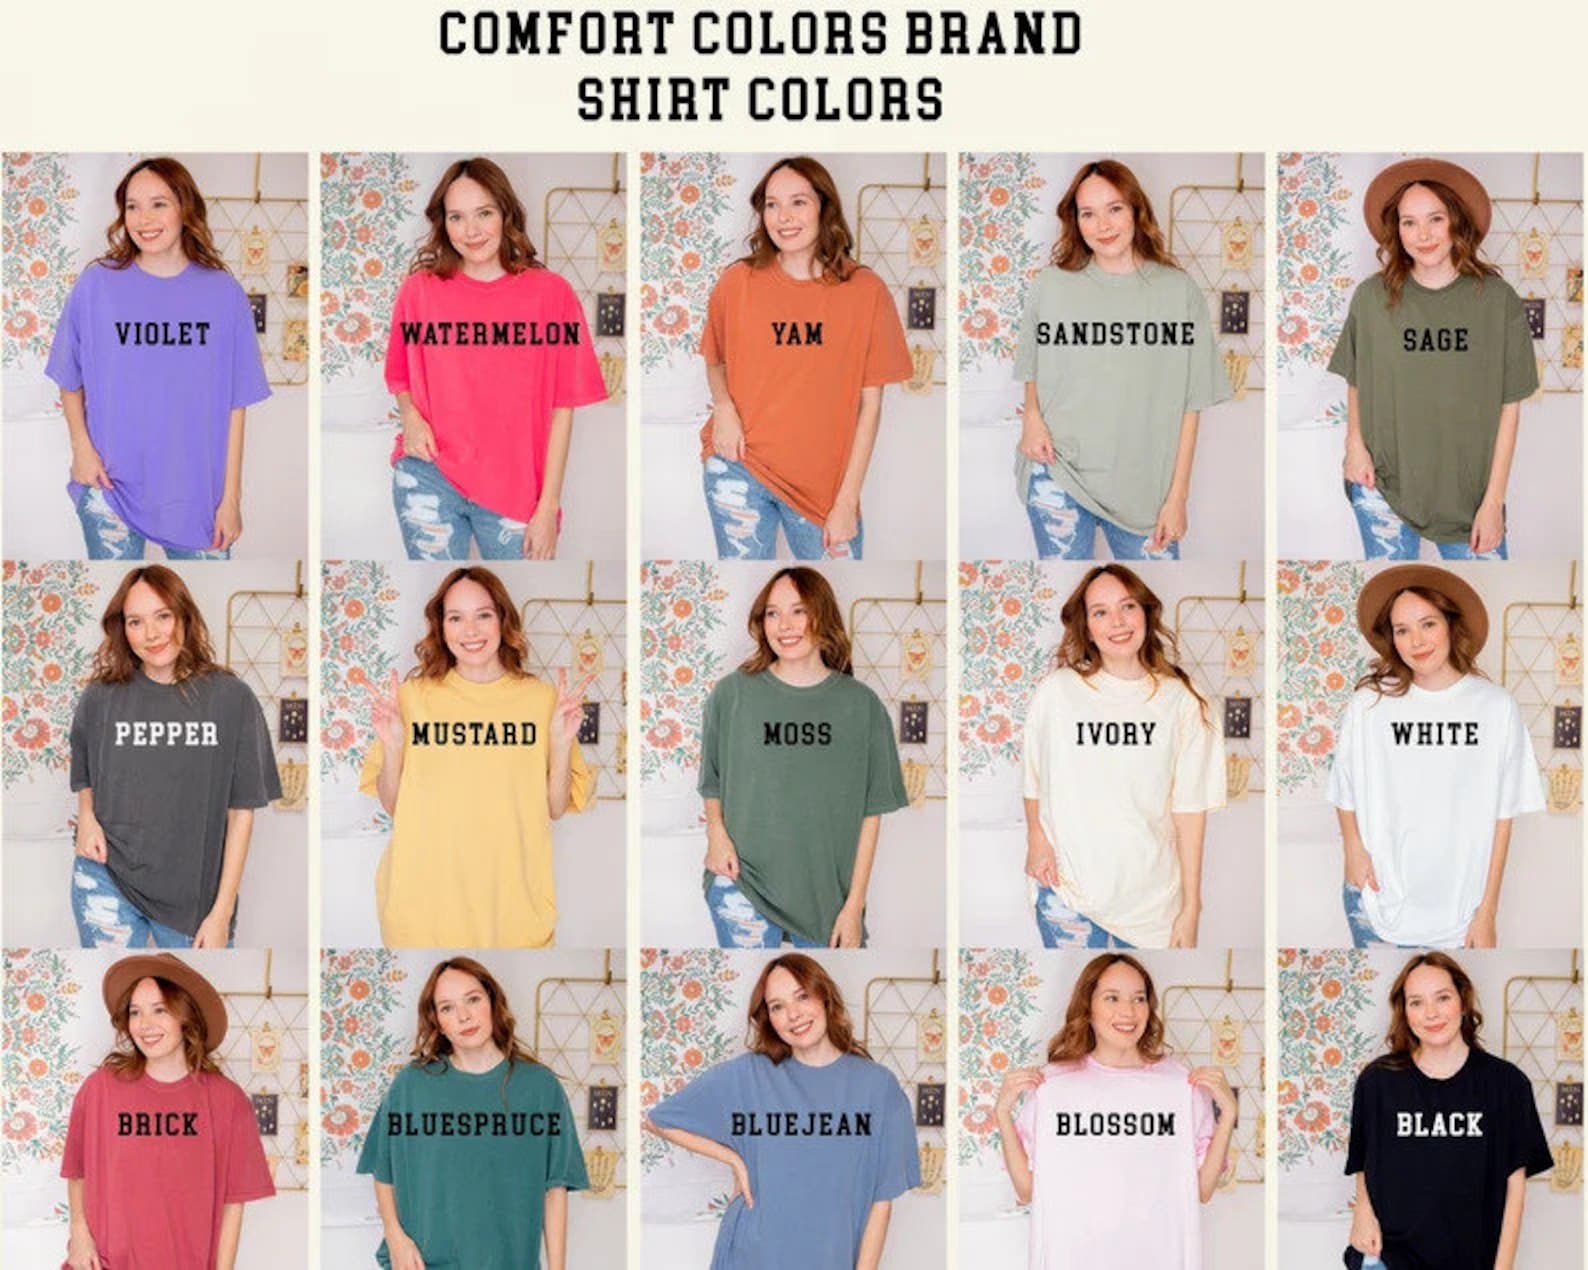 COMFORT COLORS BRAND
SHIRT COLORS
VIOLET
WATERMELON
YAM
SANDSTONE
SAGE
PEPPER
MUSTARD
MOSS
IVORY
WHITE
BRICK
BLUESPRUCE
BLUEJEAN
BLOSSOM
BLACK